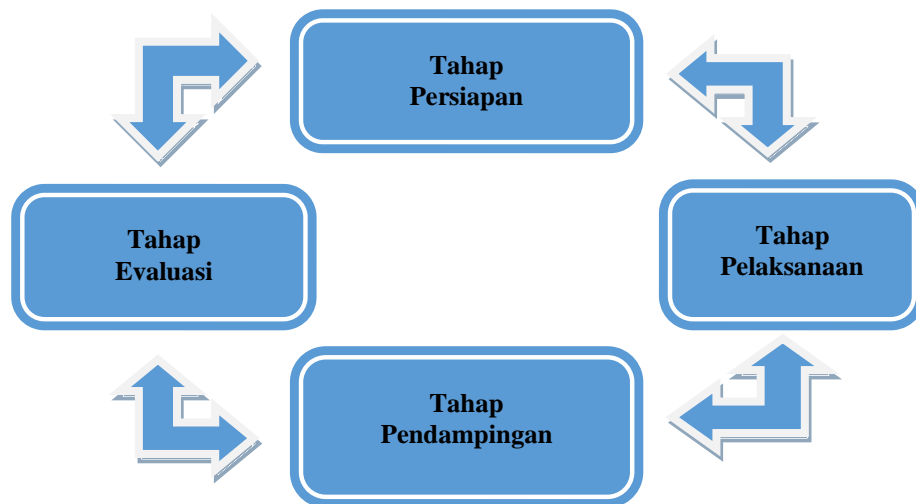 Tahap
Persiapan
Tahap
Evaluasi
Tahap
Pelaksanaan
Tahap
Pendampingan